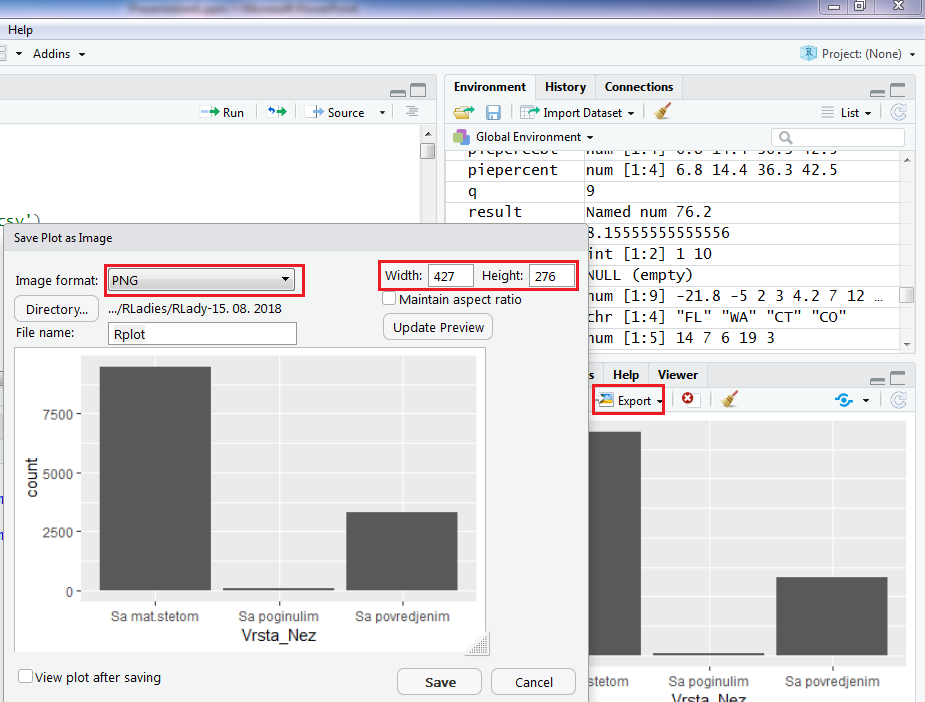 Help
Addins
Project: (None)
Environment History Connections
Run Source
Import Dataset List
Global Environment
piepercent num [1:4] 6.8 14.4 36.3 42.5
q 9
result Named num 76.2
csv')
8.15555555555556
int [1:2] 1 10
NULL (empty)
num [1:9] -21.8 -5 2 3 4.2 7 12 …
chr [1:4] "FL" "WA" "CT" "CO"
num [1:5] 14 7 6 19 3
Save Plot as Image
Image format: PNG
Width: 427 Height: 276
Directory... .../RLadies/RLady-15. 08. 2018
Maintain aspect ratio
File name: Rplot
Update Preview
7500
5000
2500
0
count
Sa mat.stetom Sa poginulim Sa povredjenim
Vrsta_Nez
View plot after saving
Save Cancel
s Help Viewer
Export
stetom Sa poginulim Sa povredjenim
Vrsta_Nez